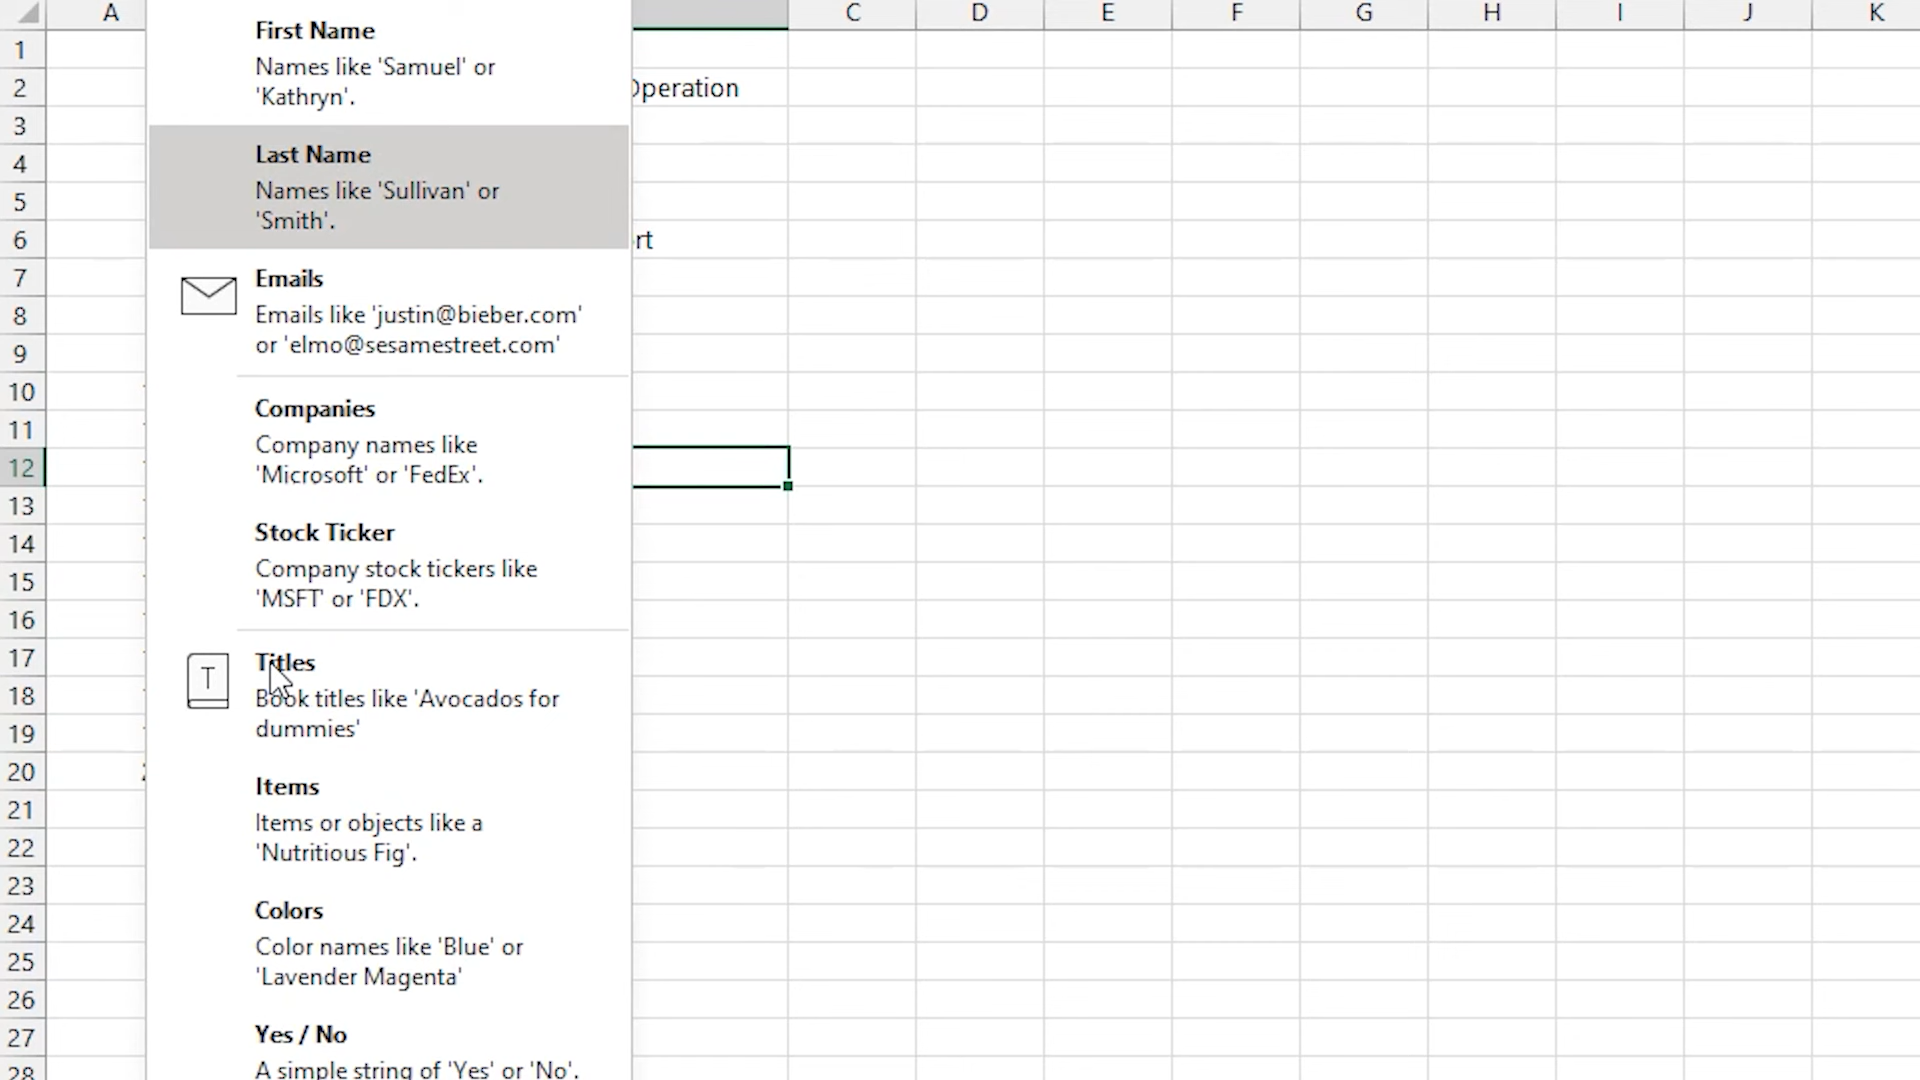 A C D E F G H I J K
First Name
Names like 'Samuel' or
'Kathryn'.
Last Name
Names like 'Sullivan' or
'Smith'.
Emails
Emails like 'justin@bieber.com'
or 'elmo@sesamestreet.com'
Companies
Company names like
'Microsoft' or 'FedEx'.
Stock Ticker
Company stock tickers like
'MSFT' or 'FDX'.
T
Titles
Book titles like 'Avocados for
dummies'
Items
Items or objects like a
'Nutritious Fig'.
Colors
Color names like 'Blue' or
'Lavender Magenta'
Yes / No
A simple string of 'Yes' or 'No'.
Operation
rt
1
2
3
4
5
6
7
8
9
10
11
12
13
14
15
16
17
18
19
20
21
22
23
24
25
26
27
28